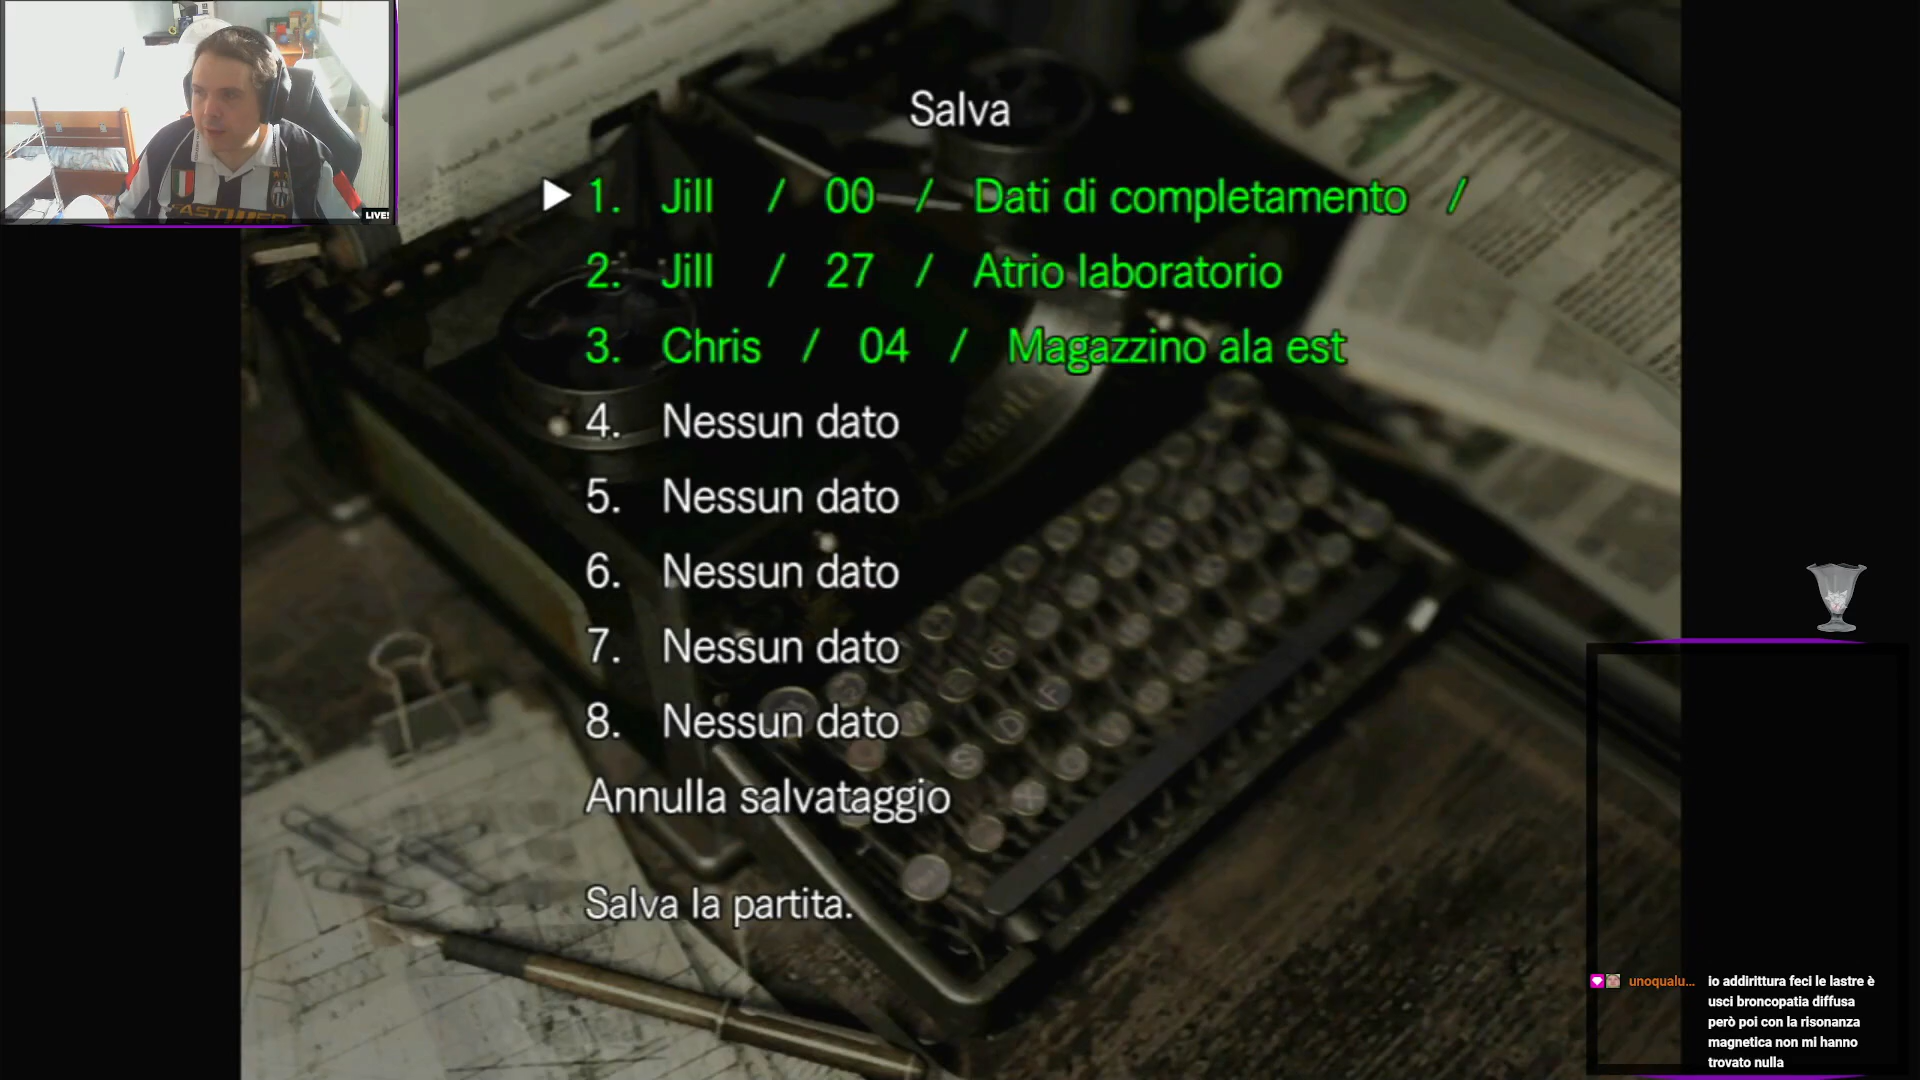 LIVE!
Salva
1. Jill / 00 / Dati di completamento /
2. Jill / 27 / Atrio laboratorio
3. Chris / 04 / Magazzino ala est
4. Nessun dato
5. Nessun dato
6. Nessun dato
7. Nessun dato
8. Nessun dato
Annulla salvataggio
Salva la partita.
unoqualu... io addirittura feci le lastre è
usci broncopatia diffusa
però poi con la risonanza
magnetica non mi hanno
trovato nulla